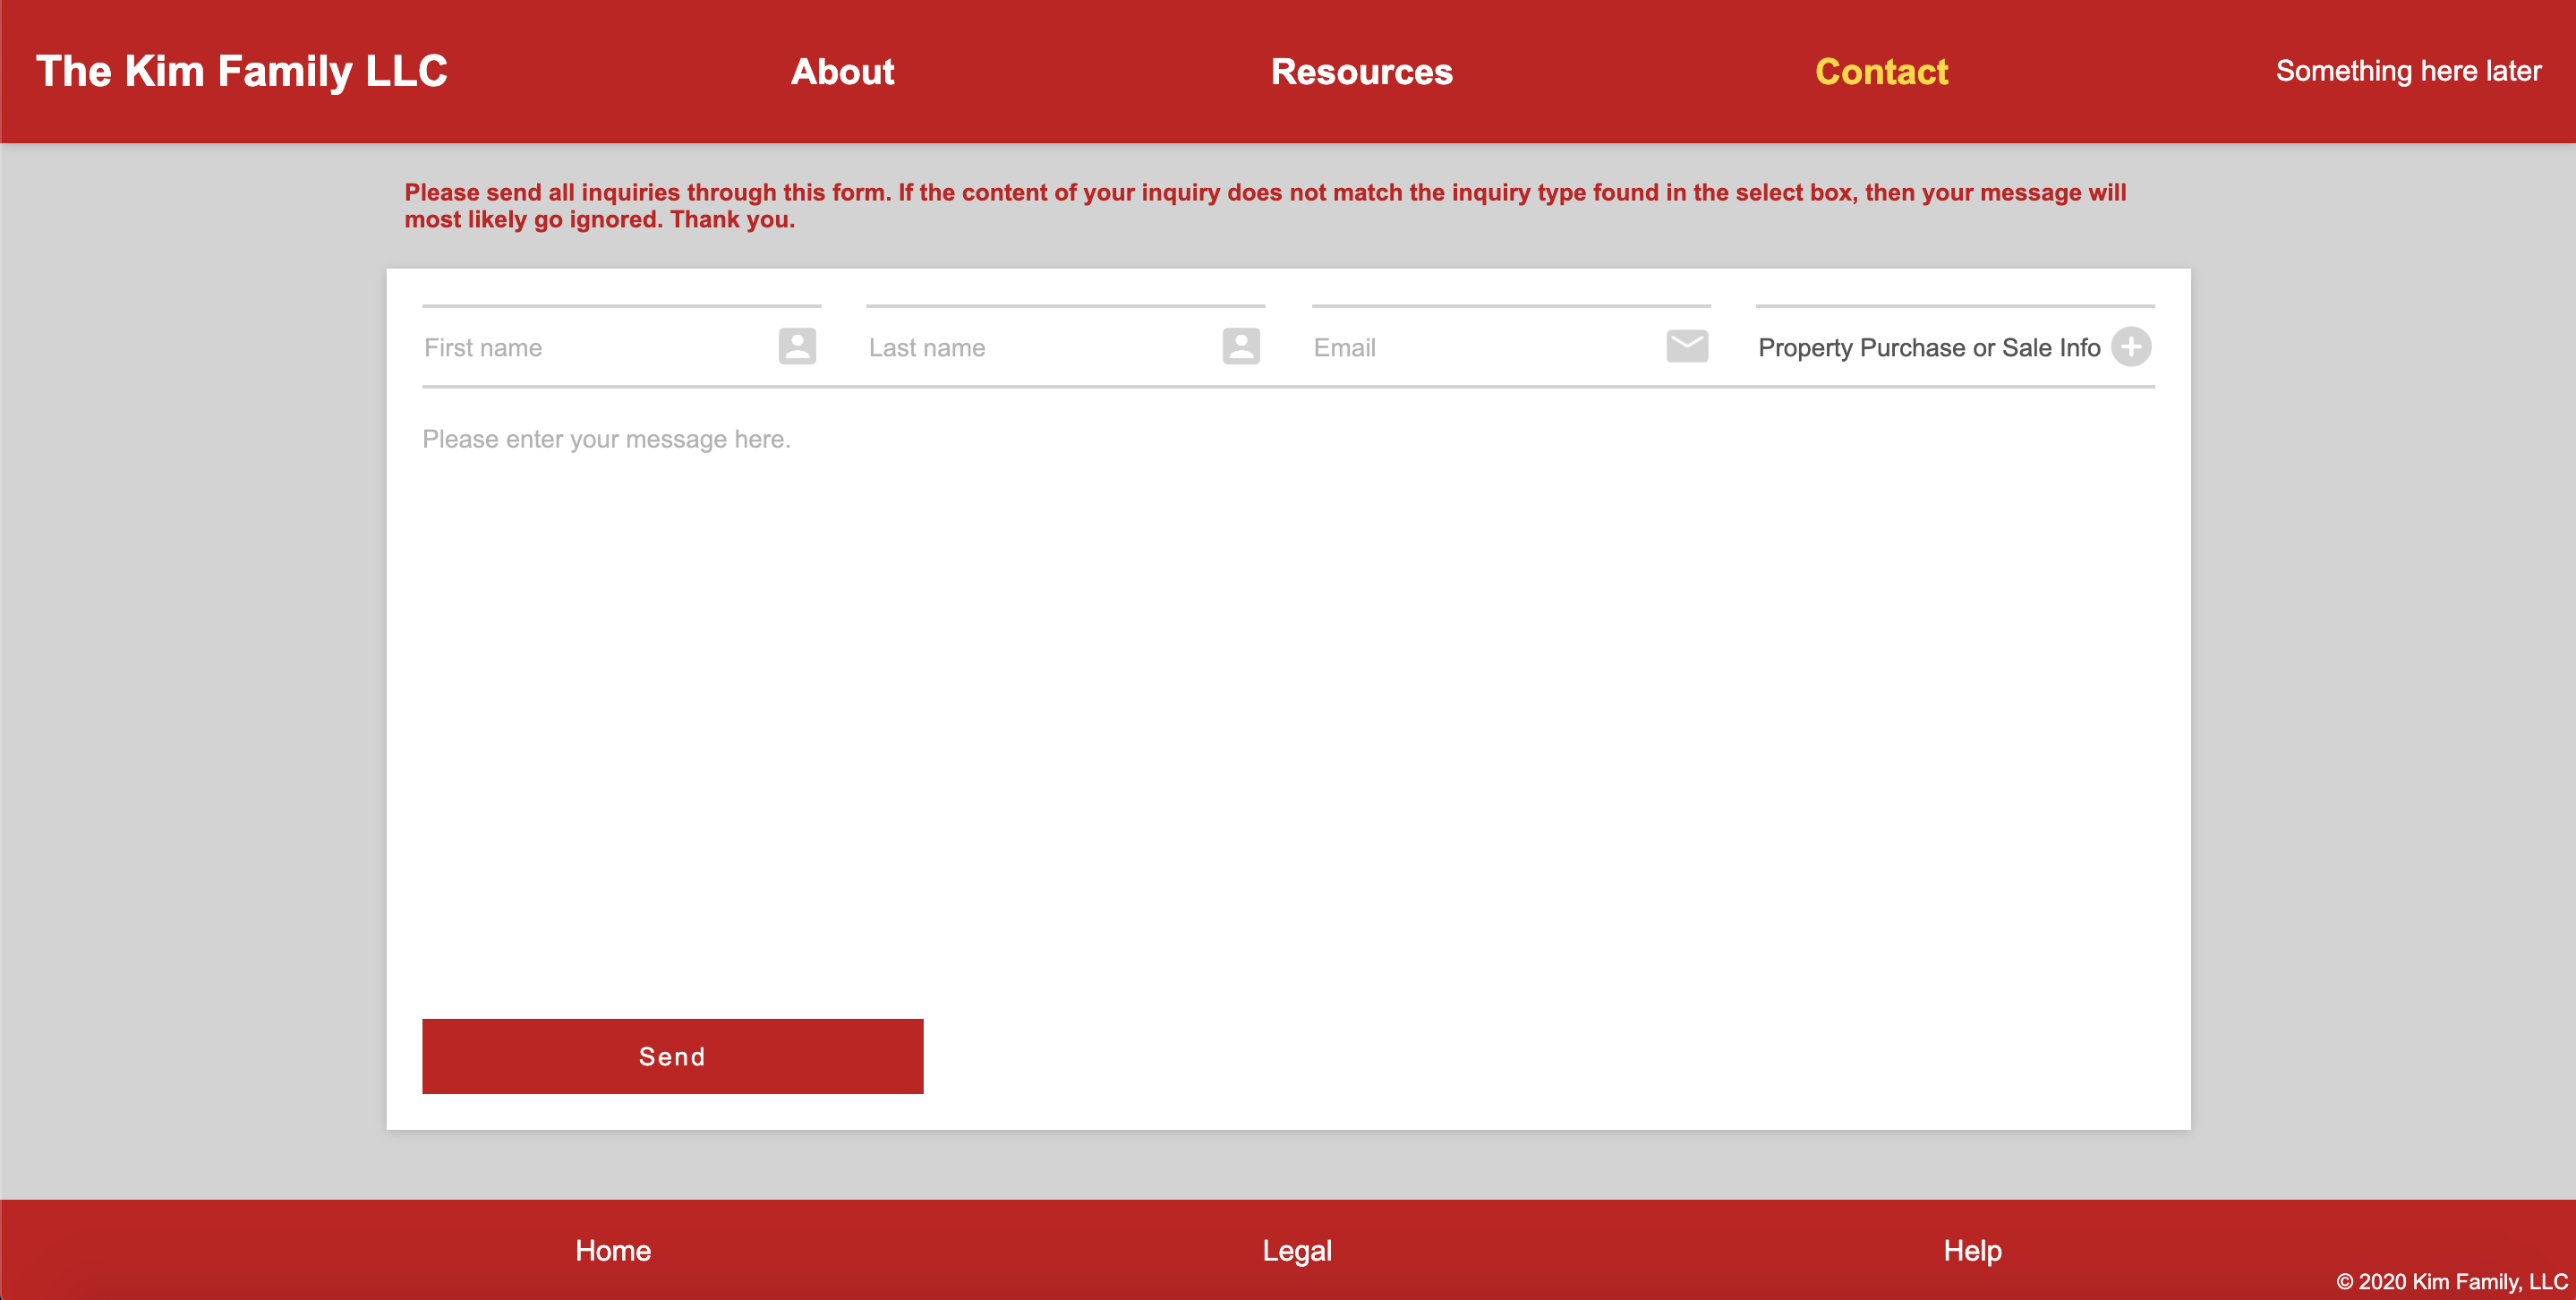 The Kim Family LLC
About
Resources
Contact
Something here later
Please send all inquiries through this form. If the content of your inquiry does not match the inquiry type found in the select box, then your message will
most likely go ignored. Thank you.
First name
Last name
Email
Property Purchase or Sale Info
Please enter your message here.
Send
Home
Legal
Help
© 2020 Kim Family, LLC